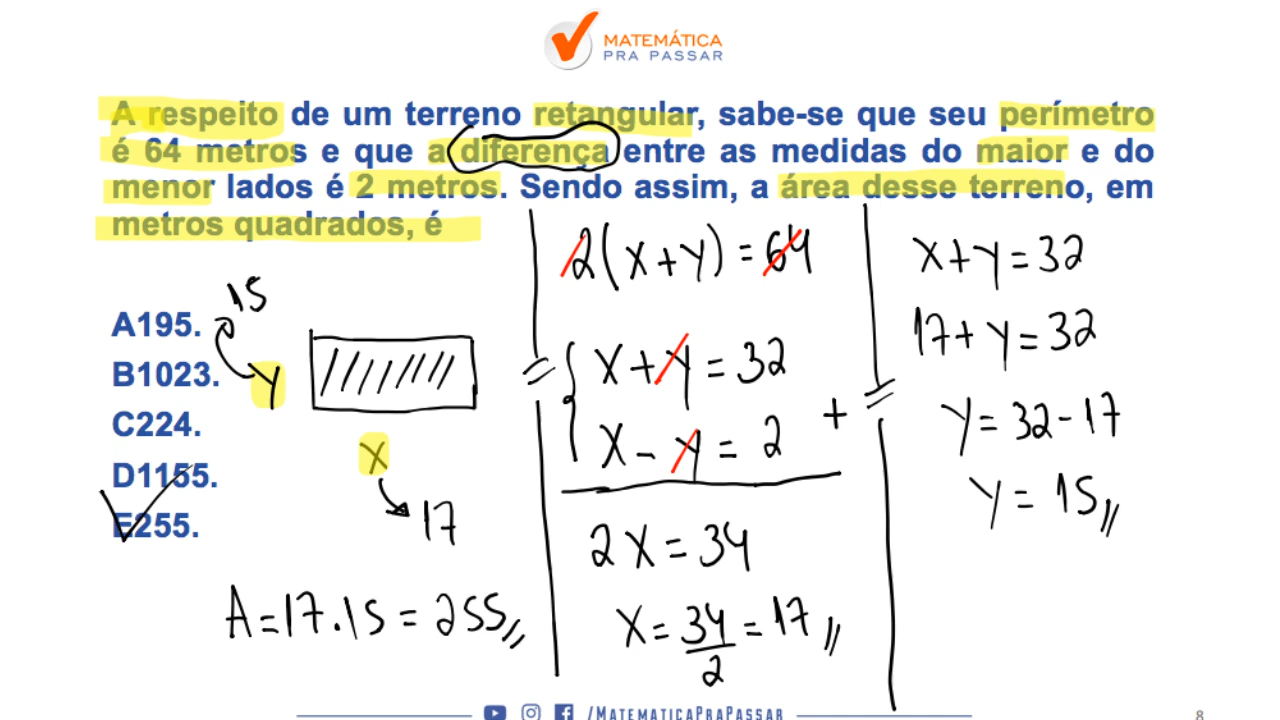 MATEMÁTICA
PRA PASSAR
A respeito de um terreno retangular, sabe-se que seu perímetro
é 64 metros e que a diferença entre as medidas do maior e do
menor lados é 2 metros. Sendo assim, a área desse terreno, em
metros quadrados, é
A195.
B1023.
C224.
D1155.
E255.
15
Y
X
17
A = 17 . 15 = 255 //
2(X+Y) = 64
X + Y = 32
X - Y = 2
+
2X = 34
X = 34/2 = 17 //
X+Y = 32
17 + Y = 32
Y = 32 - 17
Y = 15 //
/MATEMATICAPRAPASSAR
8